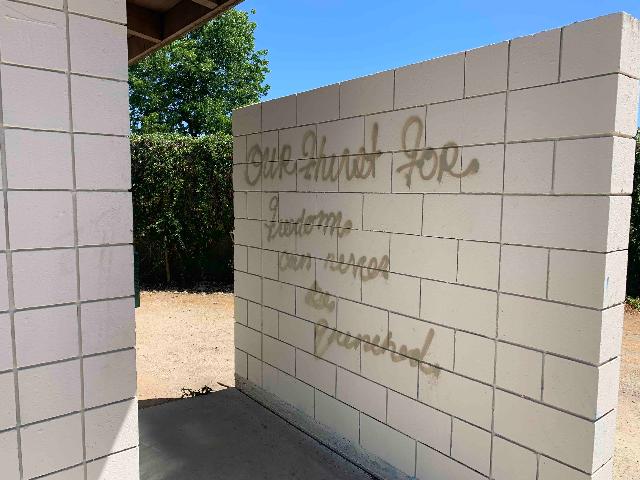 OUR Thirst FOR.
freedom.
can never
be
Quenched.